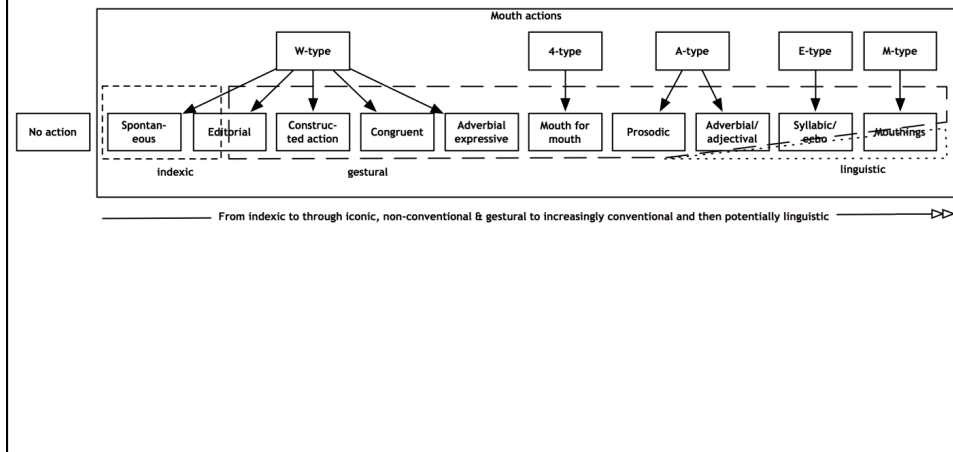 Mouth actions
W-type
4-type
A-type
E-type
M-type
No action
Spontan-
eous
Editorial
Construc-
ted action
Congruent
Adverbial
expressive
Mouth for
mouth
Prosodic
Adverbial/
adjectival
Syllabic/
echo
Mouthings
indexic
gestural
linguistic
From indexic to through iconic, non-conventional & gestural to increasingly conventional and then potentially linguistic